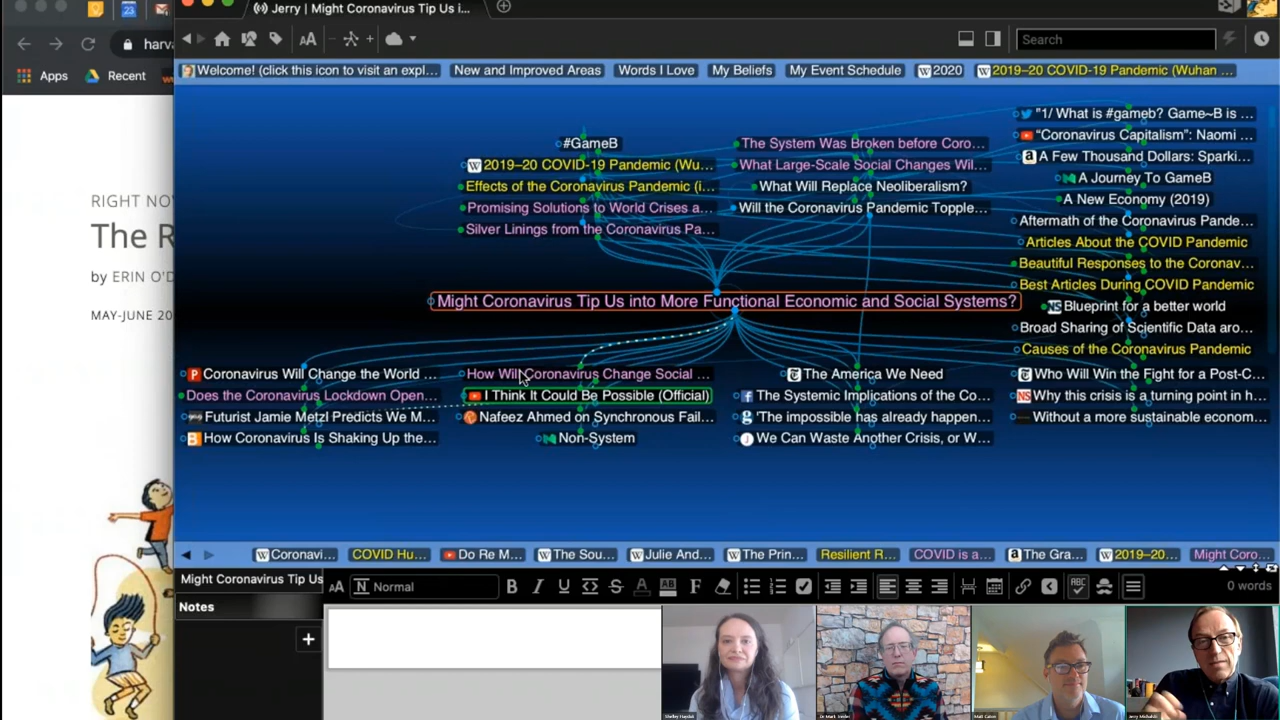 Jerry | Might Coronavirus Tip Us i...
harva
Apps
Recent
AA
Search
Welcome! (click this icon to visit an expl...
New and Improved Areas
Words I Love
My Beliefs
My Event Schedule
2020
2019–20 COVID-19 Pandemic (Wuhan ...
#GameB
2019–20 COVID-19 Pandemic (Wu...
Effects of the Coronavirus Pandemic (i...
Promising Solutions to World Crises a...
Silver Linings from the Coronavirus Pa...
The System Was Broken before Coro...
What Large-Scale Social Changes Wil...
What Will Replace Neoliberalism?
Will the Coronavirus Pandemic Topple...
"1/ What is #gameb? Game~B is ...
"Coronavirus Capitalism": Naomi ...
A Few Thousand Dollars: Sparki...
A Journey To GameB
A New Economy (2019)
Aftermath of the Coronavirus Pande...
Articles About the COVID Pandemic
Beautiful Responses to the Coronav...
Best Articles During COVID Pandemic
Blueprint for a better world
Broad Sharing of Scientific Data aro...
Causes of the Coronavirus Pandemic
Who Will Win the Fight for a Post-C...
Why this crisis is a turning point in h...
Without a more sustainable econom...
RIGHT NO
The R
by ERIN O'D
MAY-JUNE 20
Might Coronavirus Tip Us into More Functional Economic and Social Systems?
Coronavirus Will Change the World ...
Does the Coronavirus Lockdown Open...
Futurist Jamie Metzl Predicts We M...
How Coronavirus Is Shaking Up the...
How Will Coronavirus Change Social ...
I Think It Could Be Possible (Official)
Nafeez Ahmed on Synchronous Fail...
Non-System
The America We Need
The Systemic Implications of the Co...
'The impossible has already happen...
We Can Waste Another Crisis, or W...
Coronavi...
COVID Hu...
Do Re M...
The Sou...
Julie And...
The Prin...
Resilient R...
COVID is a...
The Gra...
2019–20...
Might Coro...
Might Coronavirus Tip Us
AA
Normal
B I U S A AB F
ABC
0 words
Notes
Matt Caton